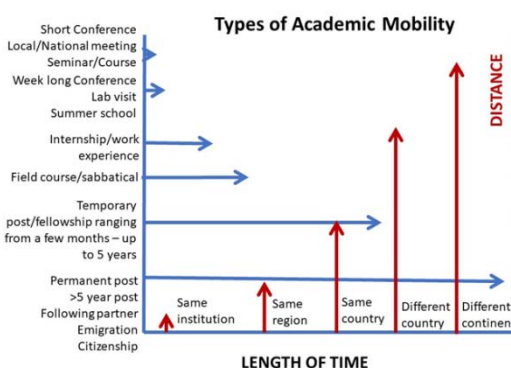 Types of Academic Mobility
Short Conference
Local/National meeting
Seminar/Course
Week long Conference
Lab visit
Summer school
Internship/work
experience
Field course/sabbatical
Temporary
post/fellowship ranging
from a few months – up
to 5 years
Permanent post
>5 year post
Following partner
Emigration
Citizenship
Same
institution
Same
region
Same
country
Different
country
Different
continen
DISTANCE
LENGTH OF TIME